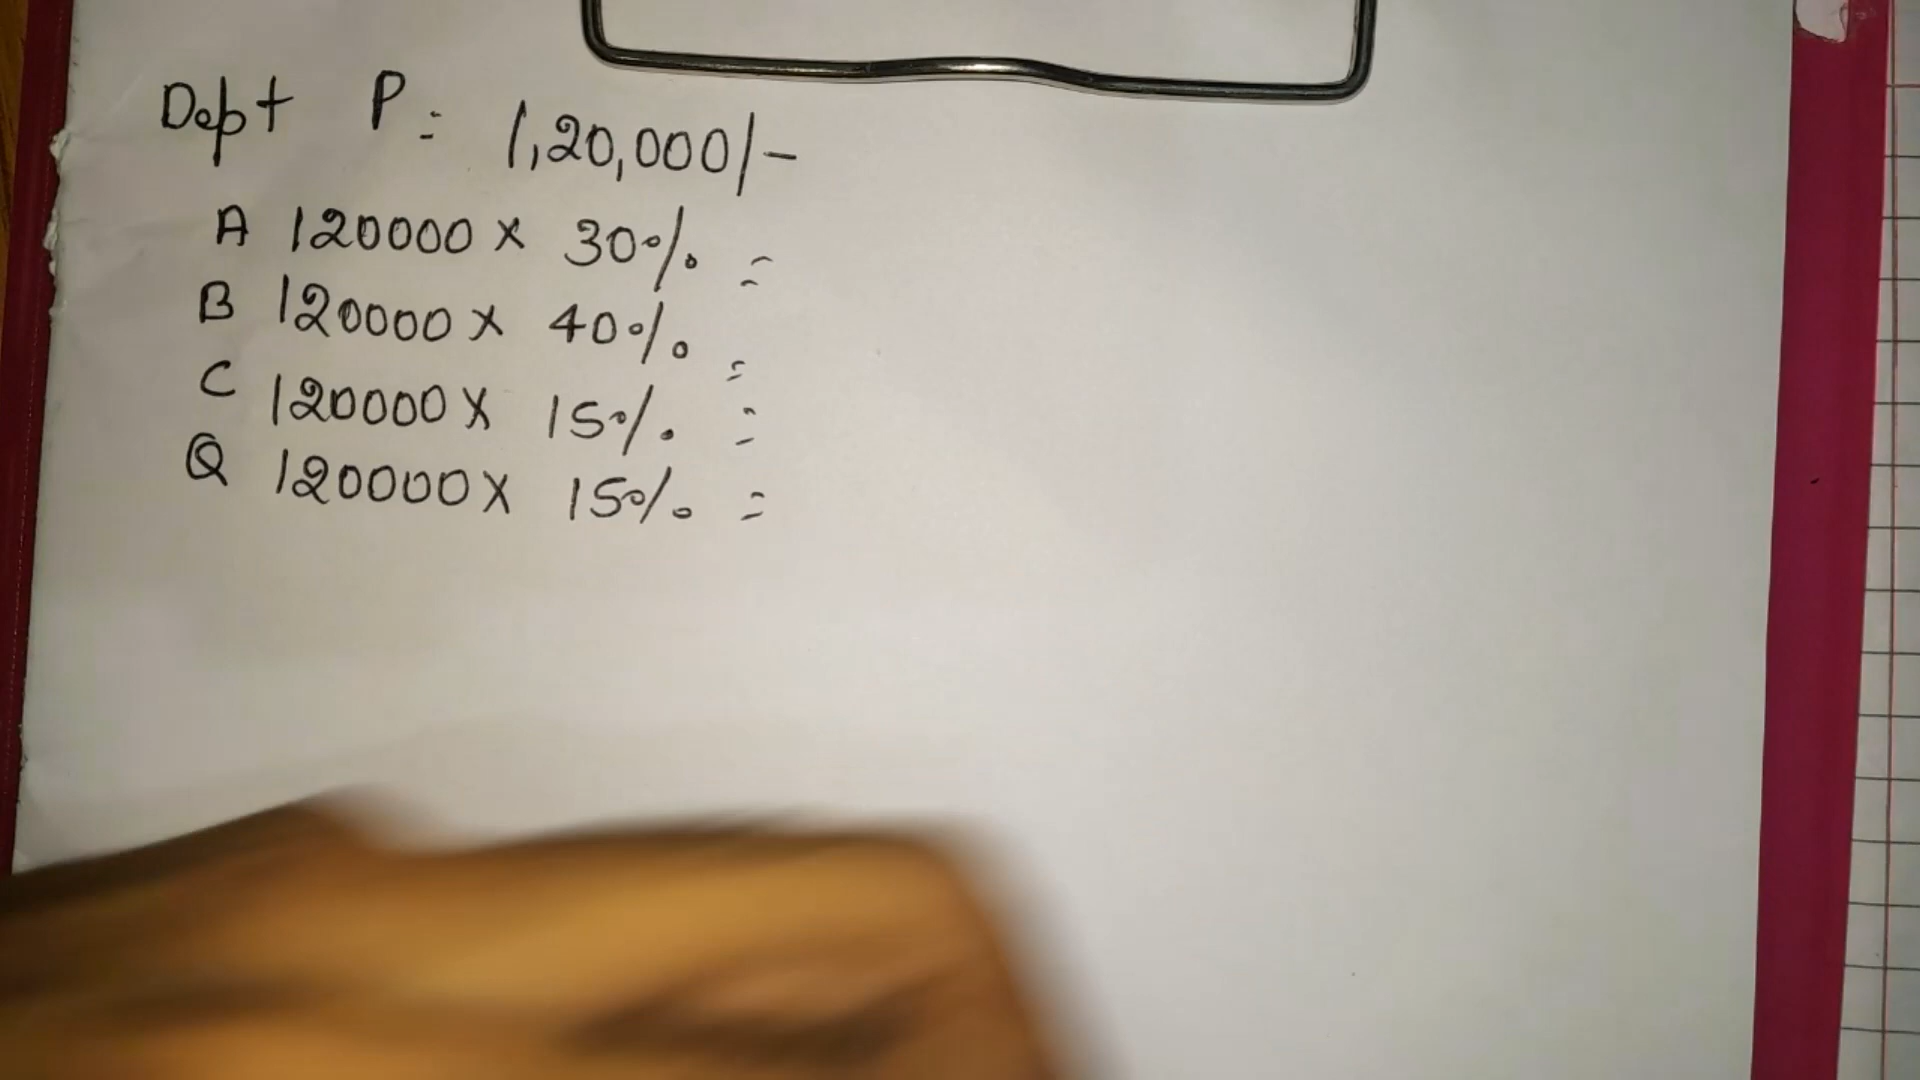 Dept P = 1,20,000/-
A 120000 x 30% =
B 120000 x 40% =
C 120000 x 15% =
Q 120000 x 15% =